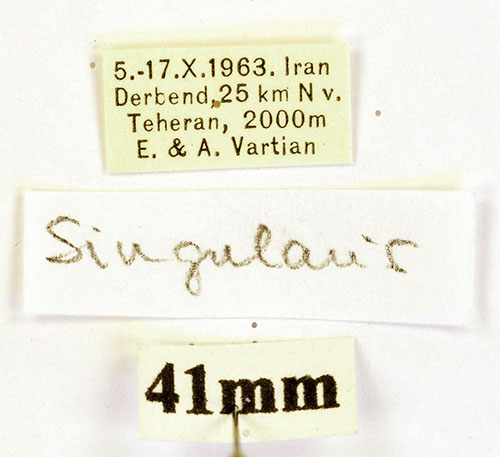 5.-17.X.1963. Iran
Derbend, 25 km N v.
Teheran, 2000m
E. & A. Vartian
Singularis
41mm